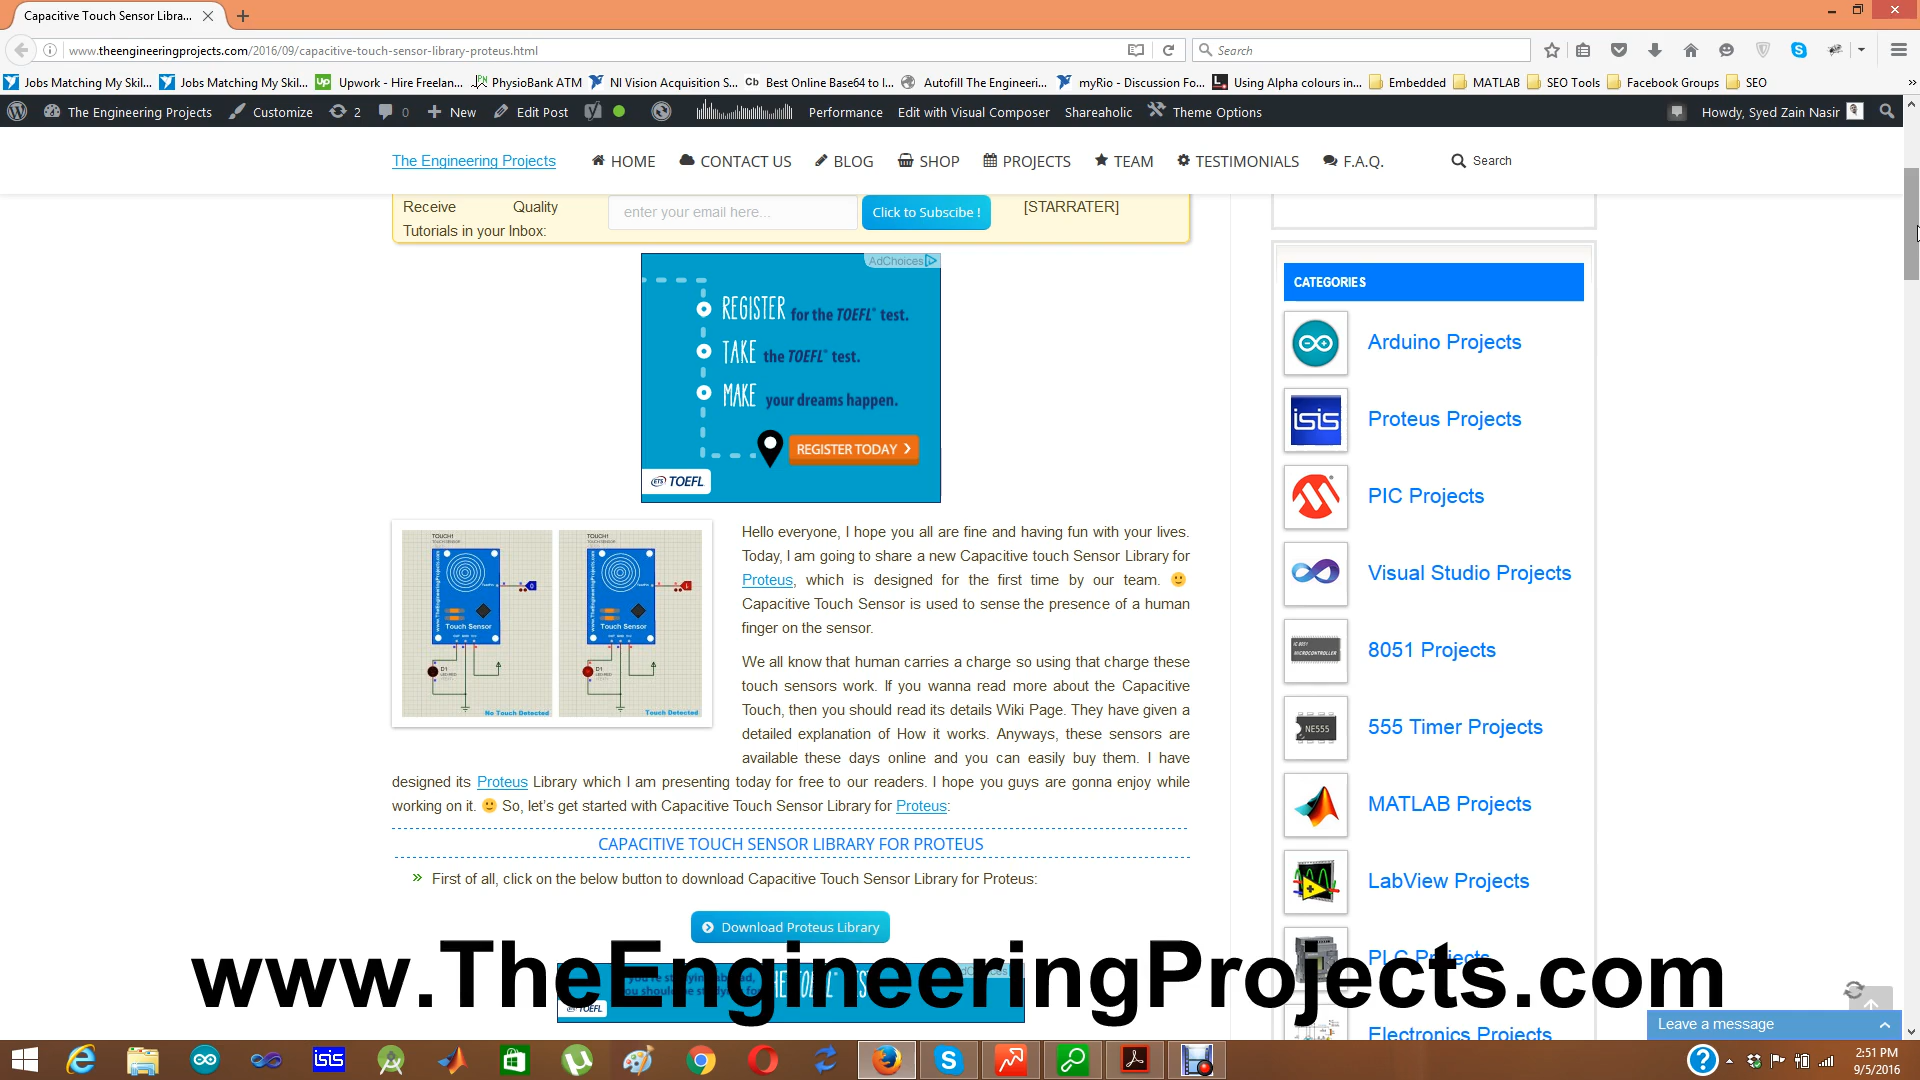 Capacitive Touch Sensor Libra...
www.theengineeringprojects.com/2016/09/capacitive-touch-sensor-library-proteus.html
Search
Jobs Matching My Skil...
Jobs Matching My Skil...
Upwork - Hire Freelan...
PhysioBank ATM
NI Vision Acquisition S...
Best Online Base64 to I...
Autofill The Engineeri...
myRio - Discussion Fo...
Using Alpha colours in...
Embedded
MATLAB
SEO Tools
Facebook Groups
SEO
The Engineering Projects
Customize
2
0
New
Edit Post
Performance
Edit with Visual Composer
Shareaholic
Theme Options
Howdy, Syed Zain Nasir
The Engineering Projects
HOME
CONTACT US
BLOG
SHOP
PROJECTS
TEAM
TESTIMONIALS
F.A.Q.
Search
Receive Quality
Tutorials in your Inbox:
enter your email here...
Click to Subscibe !
[STARRATER]
AdChoices
REGISTER for the TOEFL® test.
TAKE the TOEFL® test.
MAKE your dreams happen.
REGISTER TODAY
ETS TOEFL
TOUCH1
TOUCH1
www.TheEngineeringProjects.com
www.TheEngineeringProjects.com
Touch Sensor
Touch Sensor
No Touch Detected
Touch Detected
Hello everyone, I hope you all are fine and having fun with your lives.
Today, I am going to share a new Capacitive touch Sensor Library for
Proteus, which is designed for the first time by our team. 🙂
Capacitive Touch Sensor is used to sense the presence of a human
finger on the sensor.
We all know that human carries a charge so using that charge these
touch sensors work. If you wanna read more about the Capacitive
Touch, then you should read its details Wiki Page. They have given a
detailed explanation of How it works. Anyways, these sensors are
available these days online and you can easily buy them. I have
designed its Proteus Library which I am presenting today for free to our readers. I hope you guys are gonna enjoy while
working on it. 🙂 So, let's get started with Capacitive Touch Sensor Library for Proteus:
CAPACITIVE TOUCH SENSOR LIBRARY FOR PROTEUS
» First of all, click on the below button to download Capacitive Touch Sensor Library for Proteus:
Download Proteus Library
CATEGORIES
Arduino Projects
isis
Proteus Projects
PIC Projects
Visual Studio Projects
8051 Projects
NE555
555 Timer Projects
MATLAB Projects
LabView Projects
PLC Projects
Electronics Projects
www.TheEngineeringProjects.com
TOEFL
Leave a message
isis
2:51 PM
9/5/2016